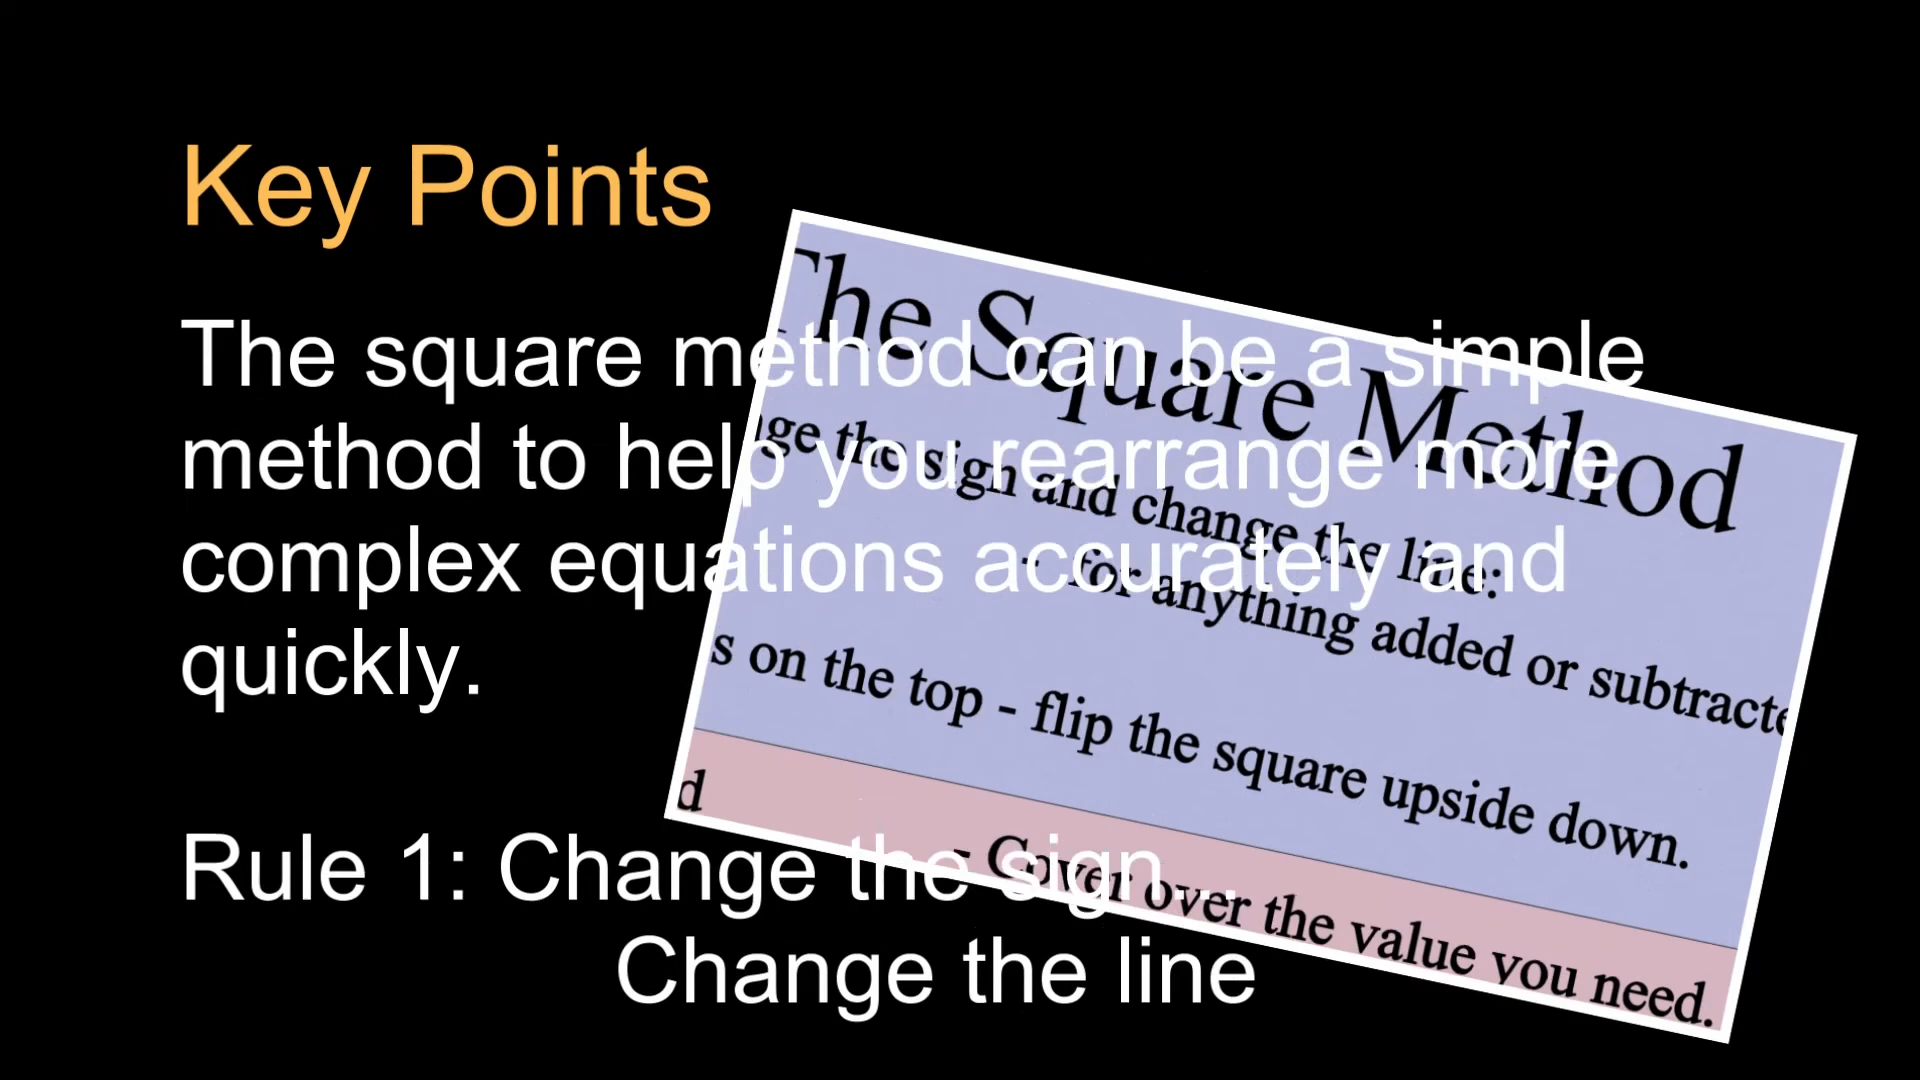 Key Points
The square method can be a simple
method to help you rearrange more
complex equations accurately and
quickly.
Rule 1: Change the sign...
Change the line
The Square Method
the sign and change the line:
- for anything added or subtracte
s on the top - flip the square upside down.
d
- Cover over the value you need.